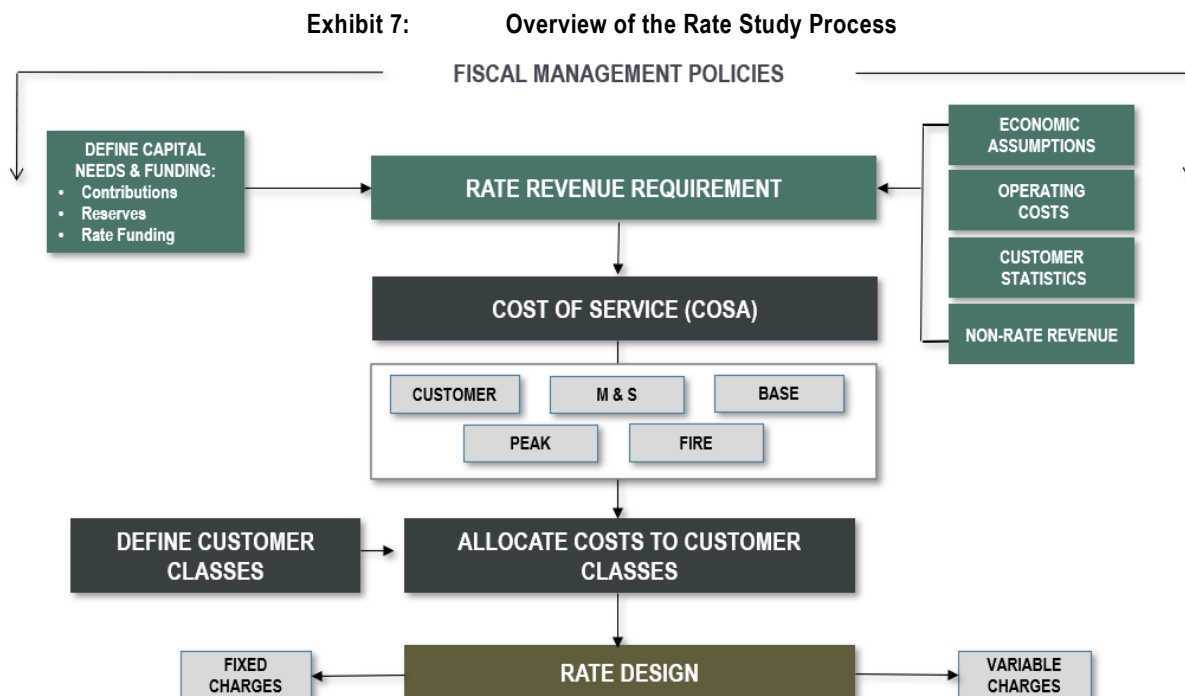 Exhibit 7: Overview of the Rate Study Process
FISCAL MANAGEMENT POLICIES
DEFINE CAPITAL
NEEDS & FUNDING:
• Contributions
• Reserves
• Rate Funding
RATE REVENUE REQUIREMENT
ECONOMIC
ASSUMPTIONS
OPERATING
COSTS
CUSTOMER
STATISTICS
NON-RATE REVENUE
COST OF SERVICE (COSA)
CUSTOMER
M & S
BASE
PEAK
FIRE
DEFINE CUSTOMER
CLASSES
ALLOCATE COSTS TO CUSTOMER
CLASSES
FIXED
CHARGES
RATE DESIGN
VARIABLE
CHARGES